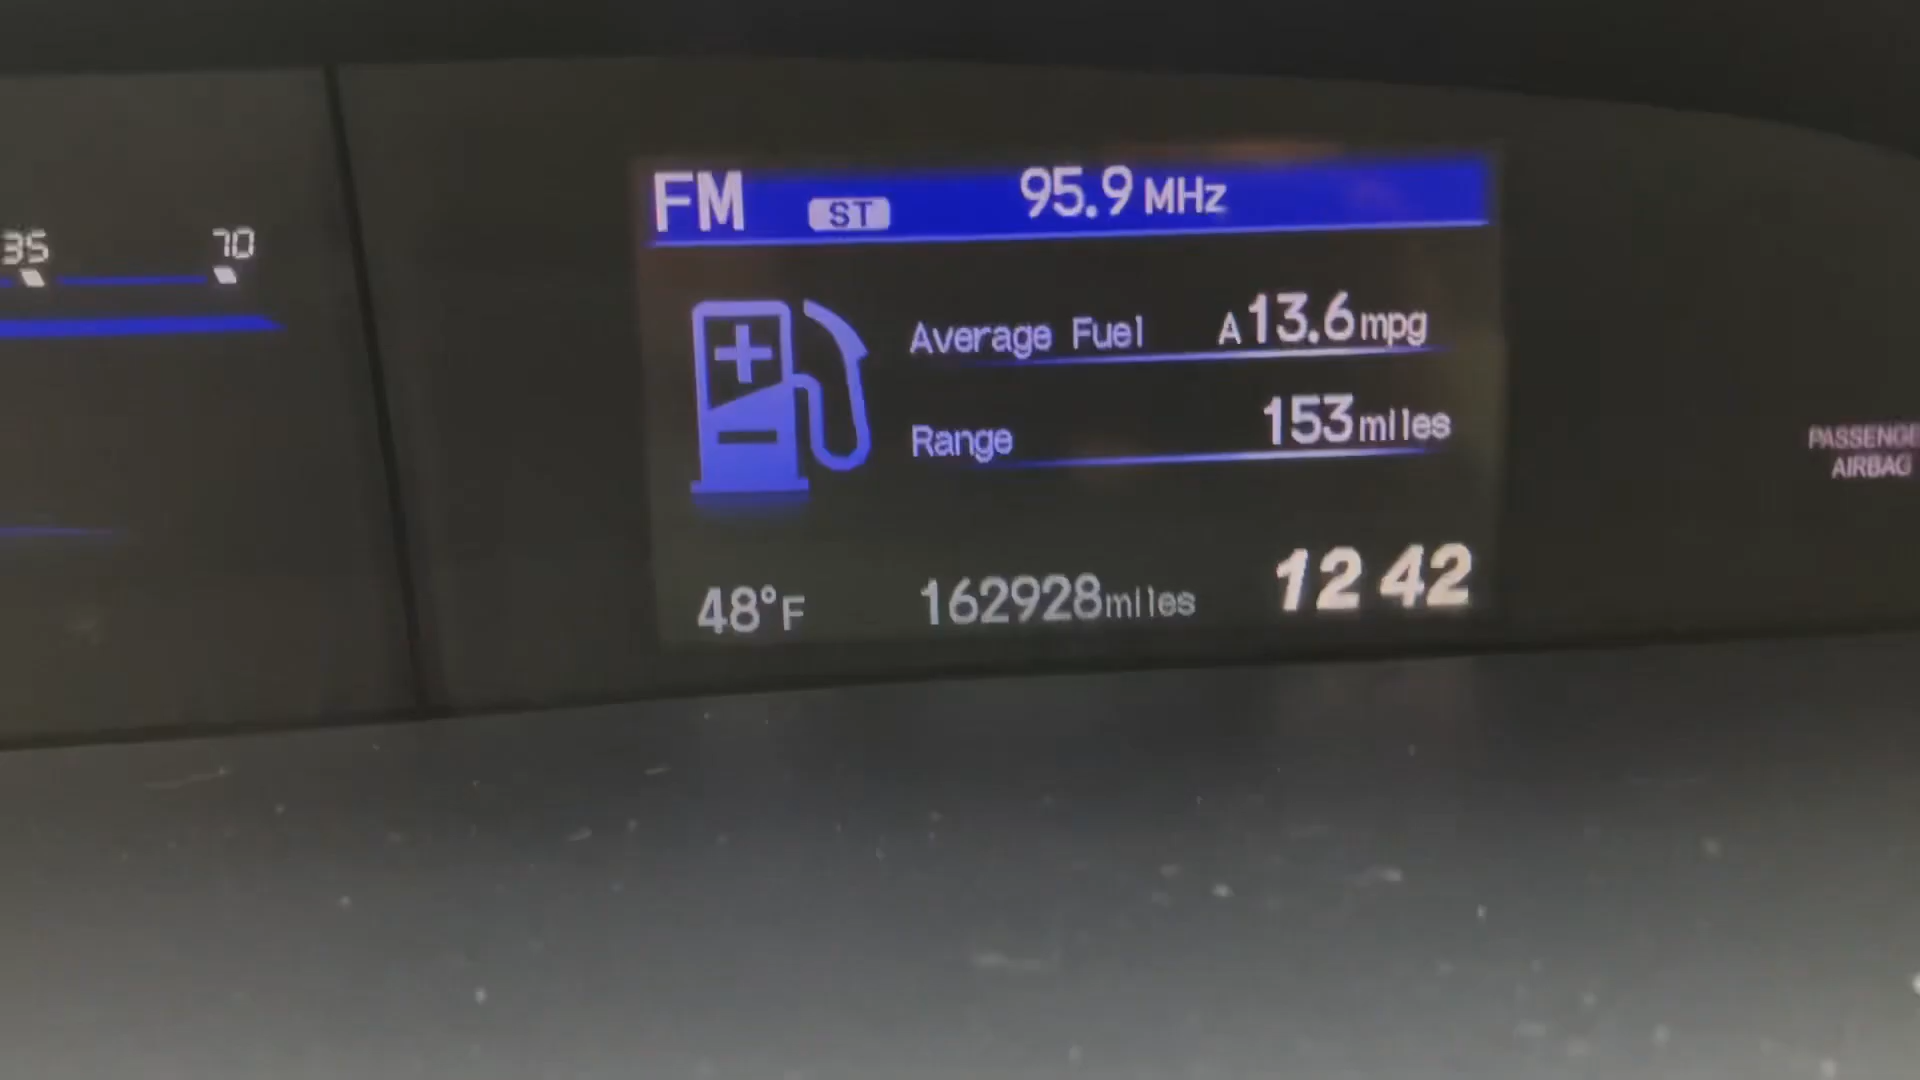 FM ST 95.9 MHz
35 70
Average Fuel A 13.6 mpg
Range 153 miles
PASSENGE
AIRBAG
48°F 162928 miles 12 42